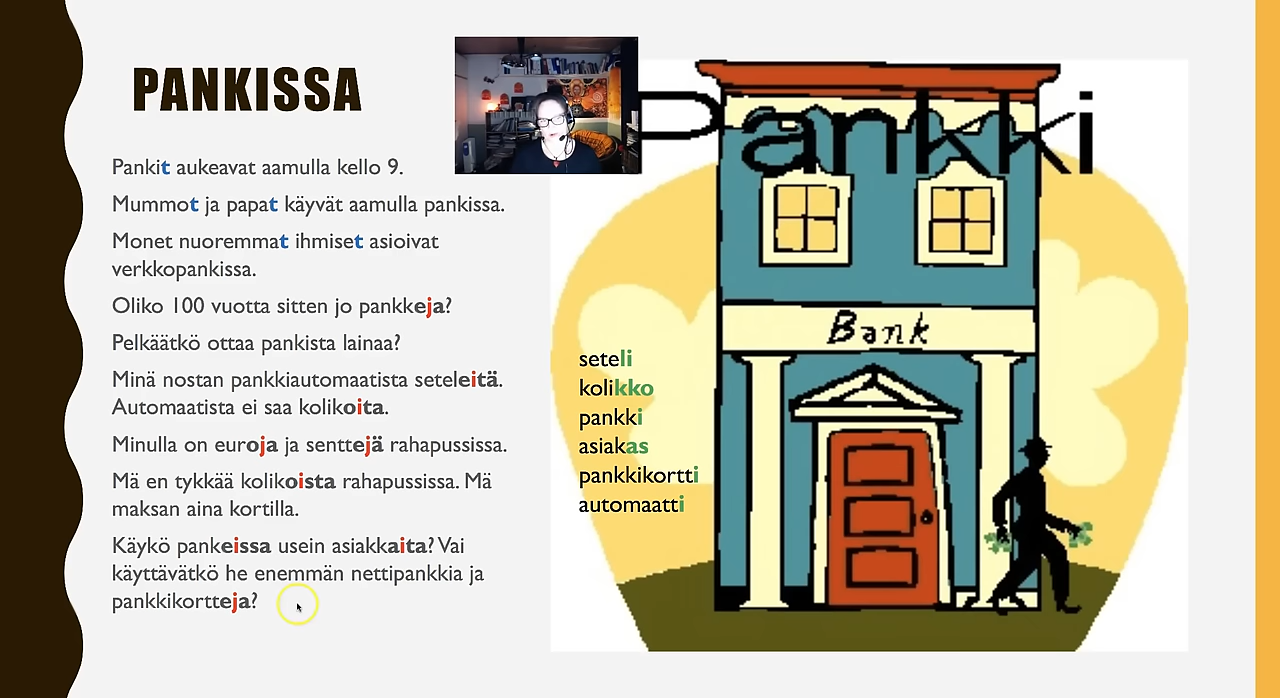 PANKISSA
Pankki
Pankit aukeavat aamulla kello 9.
Mummot ja papat käyvät aamulla pankissa.
Monet nuoremmat ihmiset asioivat
verkkopankissa.
Oliko 100 vuotta sitten jo pankkeja?
Pelkäätkö ottaa pankista lainaa?
Minä nostan pankkiautomaatista seteleitä.
Automaatista ei saa kolikoita.
Minulla on euroja ja senttejä rahapussissa.
Mä en tykkää kolikoista rahapussissa. Mä
maksan aina kortilla.
Käykö pankeissa usein asiakkaita? Vai
käyttävätkö he enemmän nettipankkia ja
pankkikortteja?
Bank
seteli
kolikko
pankki
asiakas
pankkikortti
automaatti